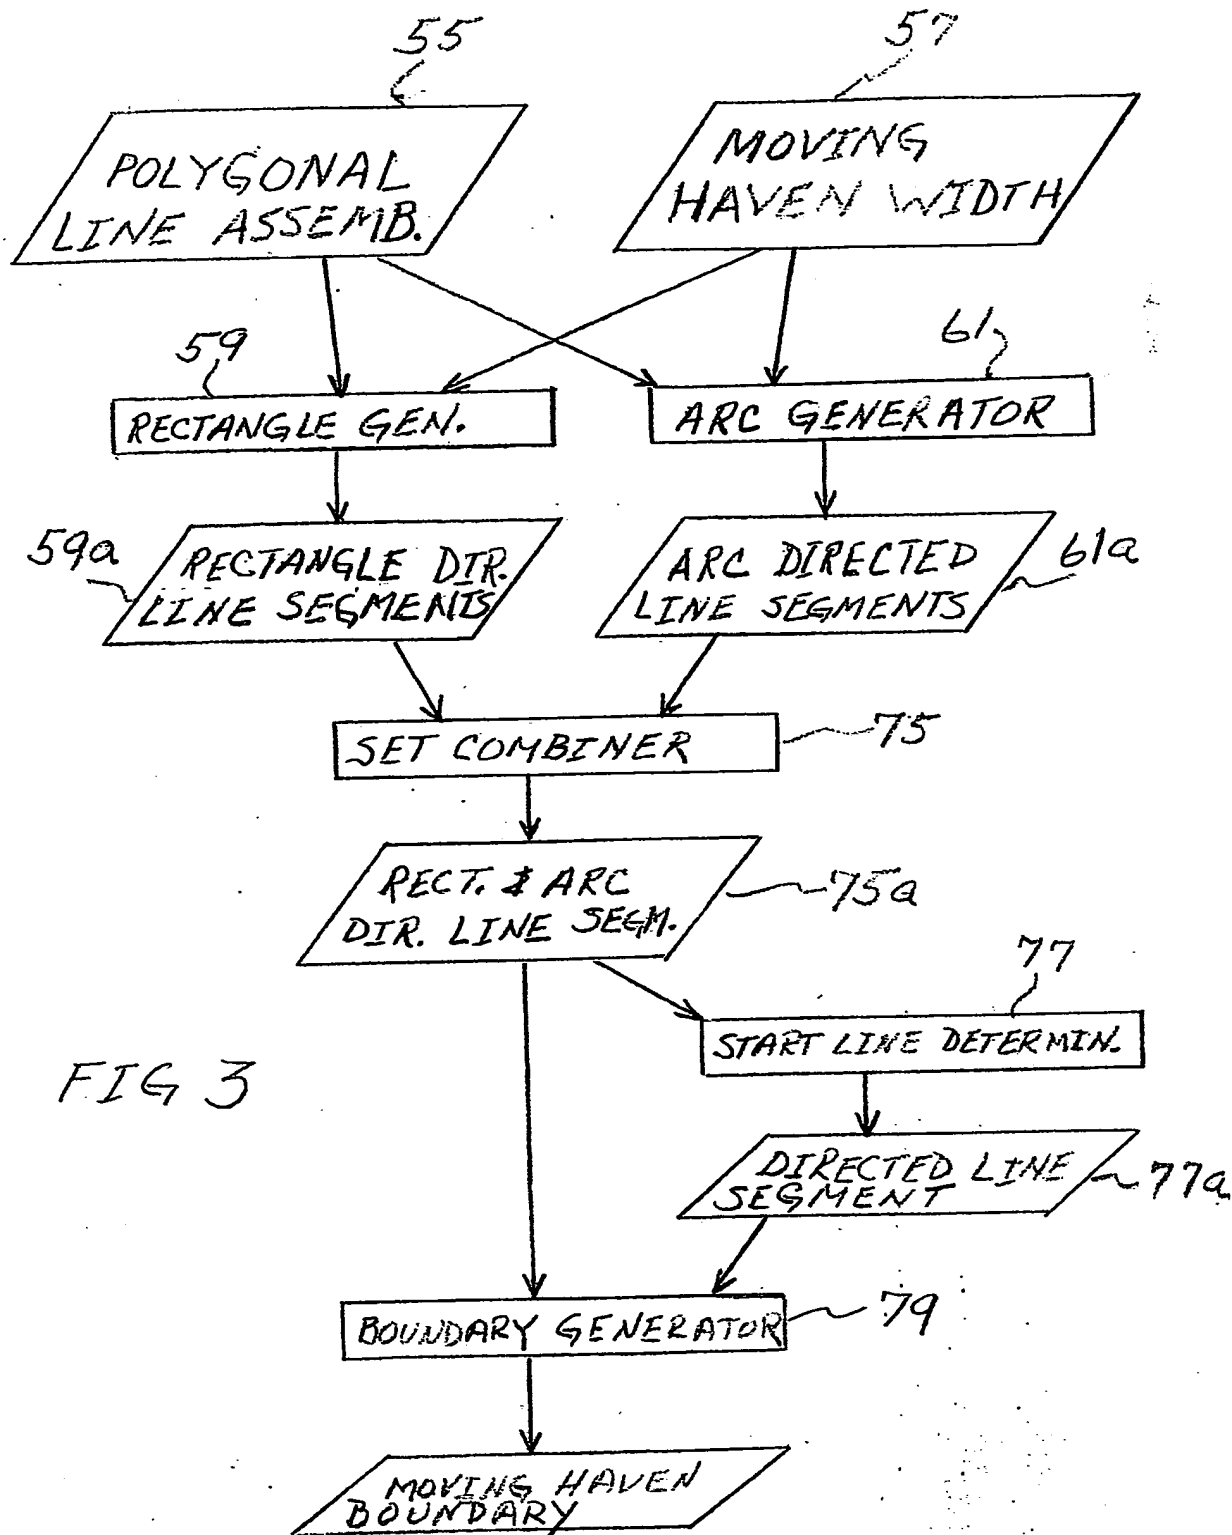 55
57
POLYGONAL
LINE ASSEMB.
MOVING
HAVEN WIDTH
59
61
RECTANGLE GEN.
ARC GENERATOR
59a
RECTANGLE DIR.
LINE SEGMENTS
ARC DIRECTED
LINE SEGMENTS
61a
SET COMBINER
75
RECT. & ARC
DIR. LINE SEGM.
75a
77
START LINE DETERMIN.
FIG 3
DIRECTED LINE
SEGMENT
77a
BOUNDARY GENERATOR
79
MOVING HAVEN
BOUNDARY